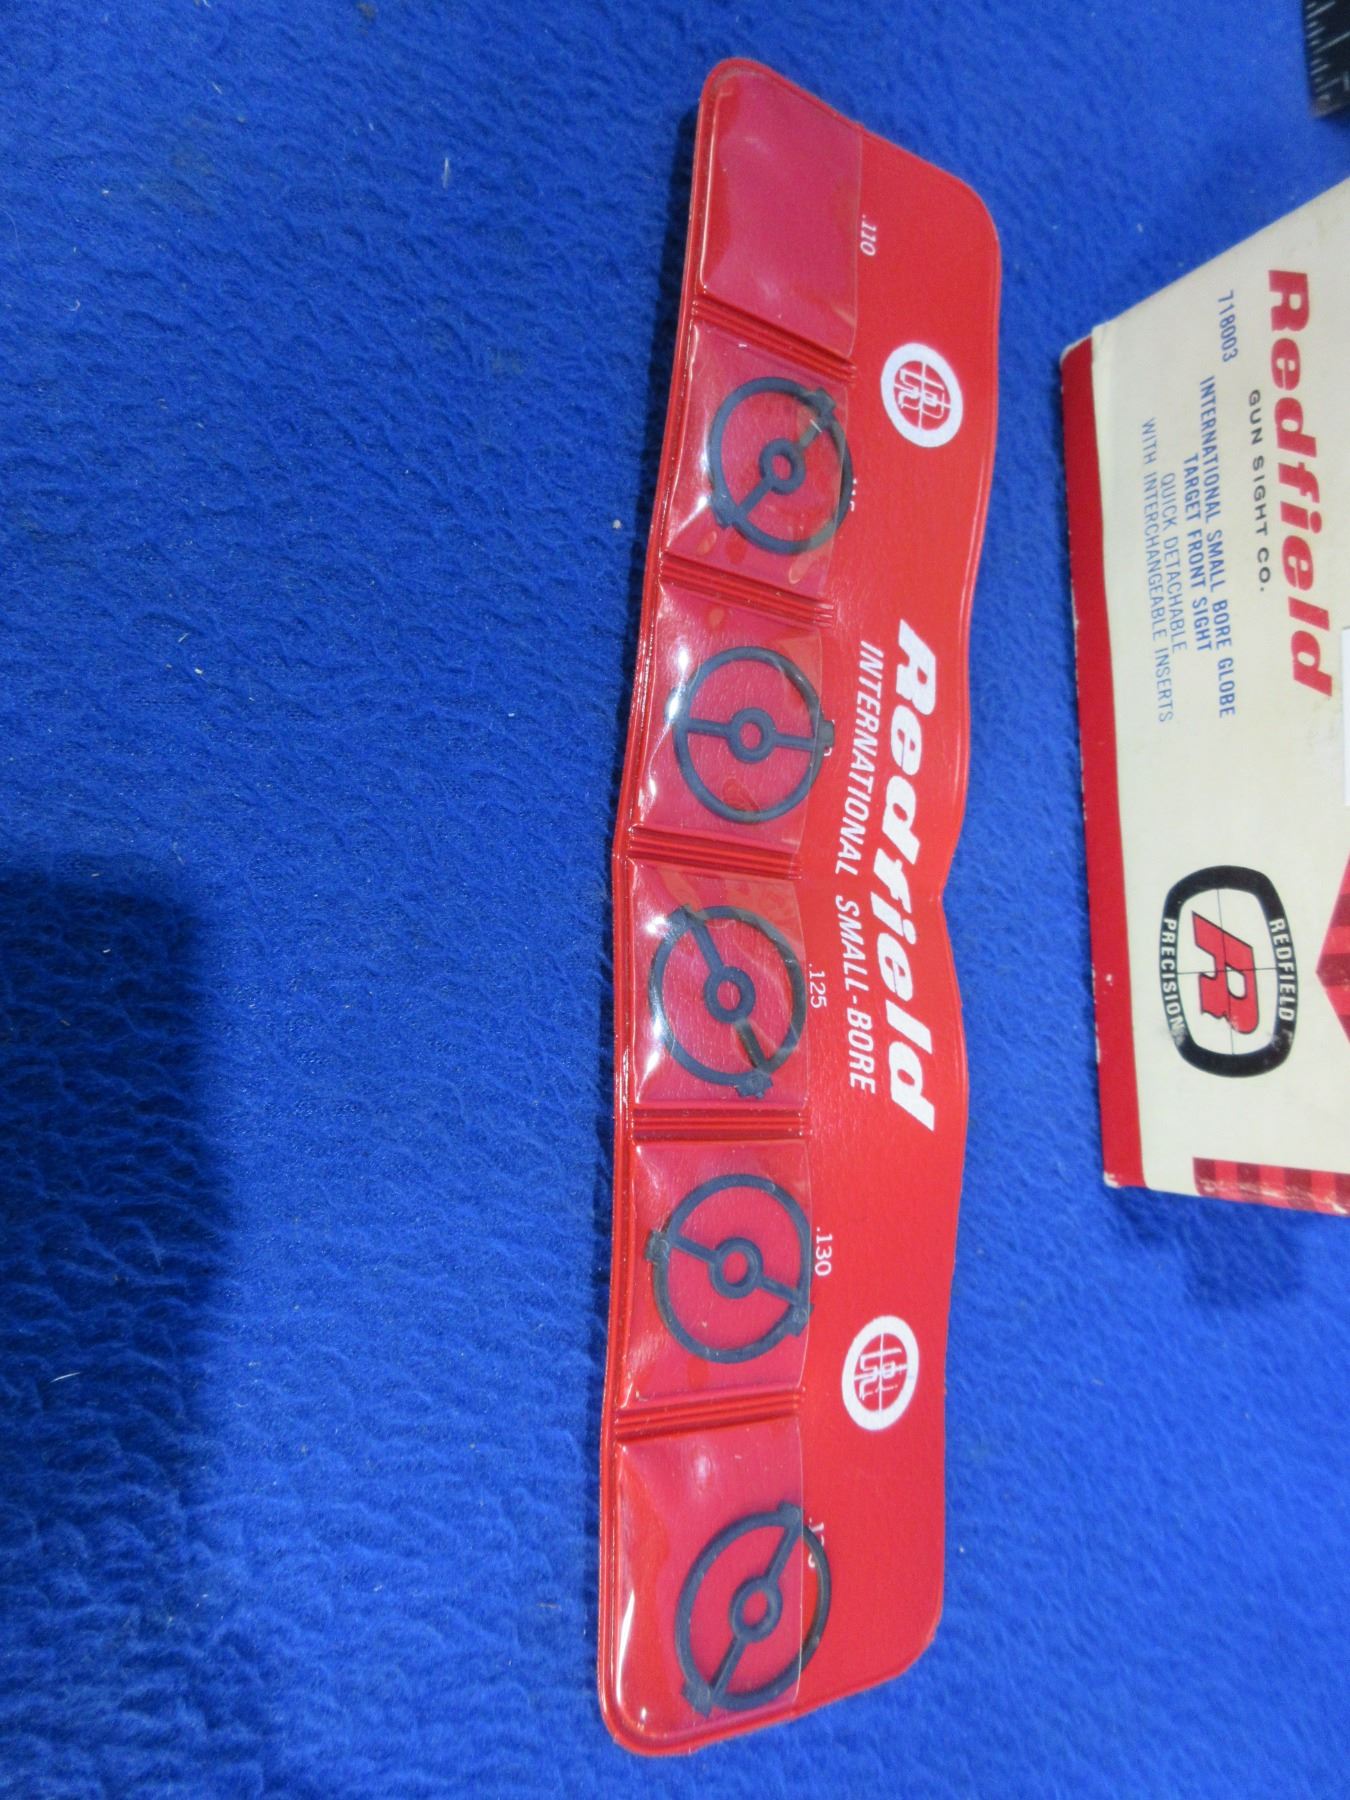 .110
.125
.130
Redfield
INTERNATIONAL SMALL-BORE
Redfield
GUN SIGHT CO.
718003 INTERNATIONAL SMALL BORE GLOBE
TARGET FRONT SIGHT
QUICK DETACHABLE
WITH INTERCHANGEABLE INSERTS
REDFIELD
R
PRECISION